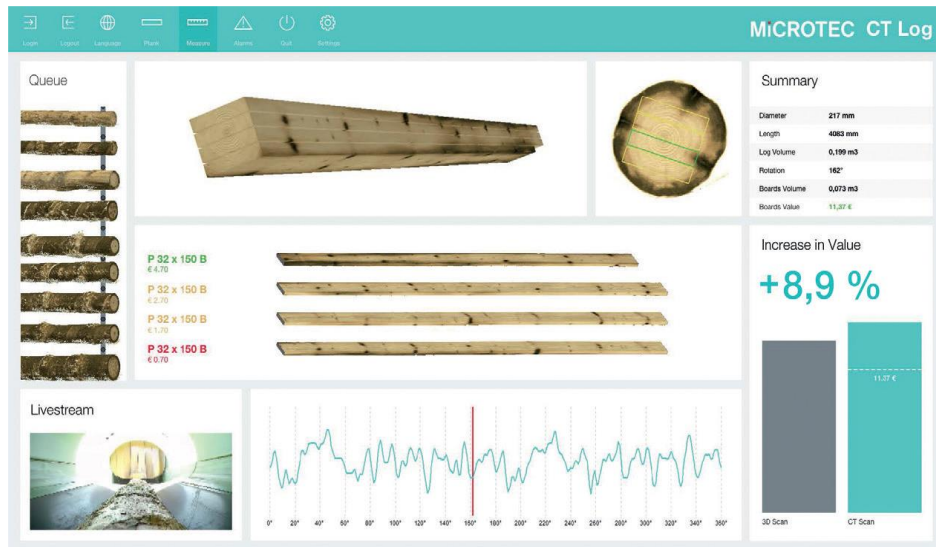 Login Logout Language Plank Measure Alarms Quit Settings
MiCROTEC CT Log
Queue
Summary
Diameter 217 mm
Length 4083 mm
Log Volume 0,199 m3
Rotation 162°
Boards Volume 0,073 m3
Boards Value 11,37 €
P 32 x 150 B
€ 4.70
P 32 x 150 B
€ 2.70
P 32 x 150 B
€ 1.70
P 32 x 150 B
€ 0.70
Increase in Value
+8,9 %
11.37 €
3D Scan CT Scan
Livestream
0° 20° 40° 60° 80° 100° 120° 140° 150° 160° 180° 200° 220° 240° 260° 280° 300° 320° 340° 360°